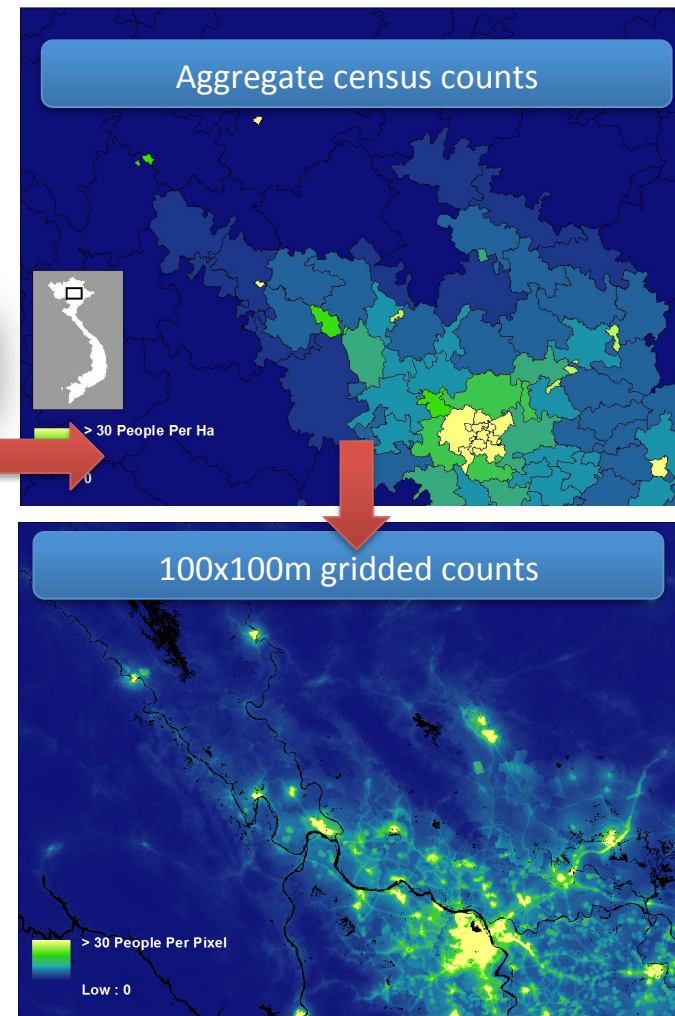 Aggregate census counts
> 30 People Per Ha
0
100x100m gridded counts
> 30 People Per Pixel
Low : 0